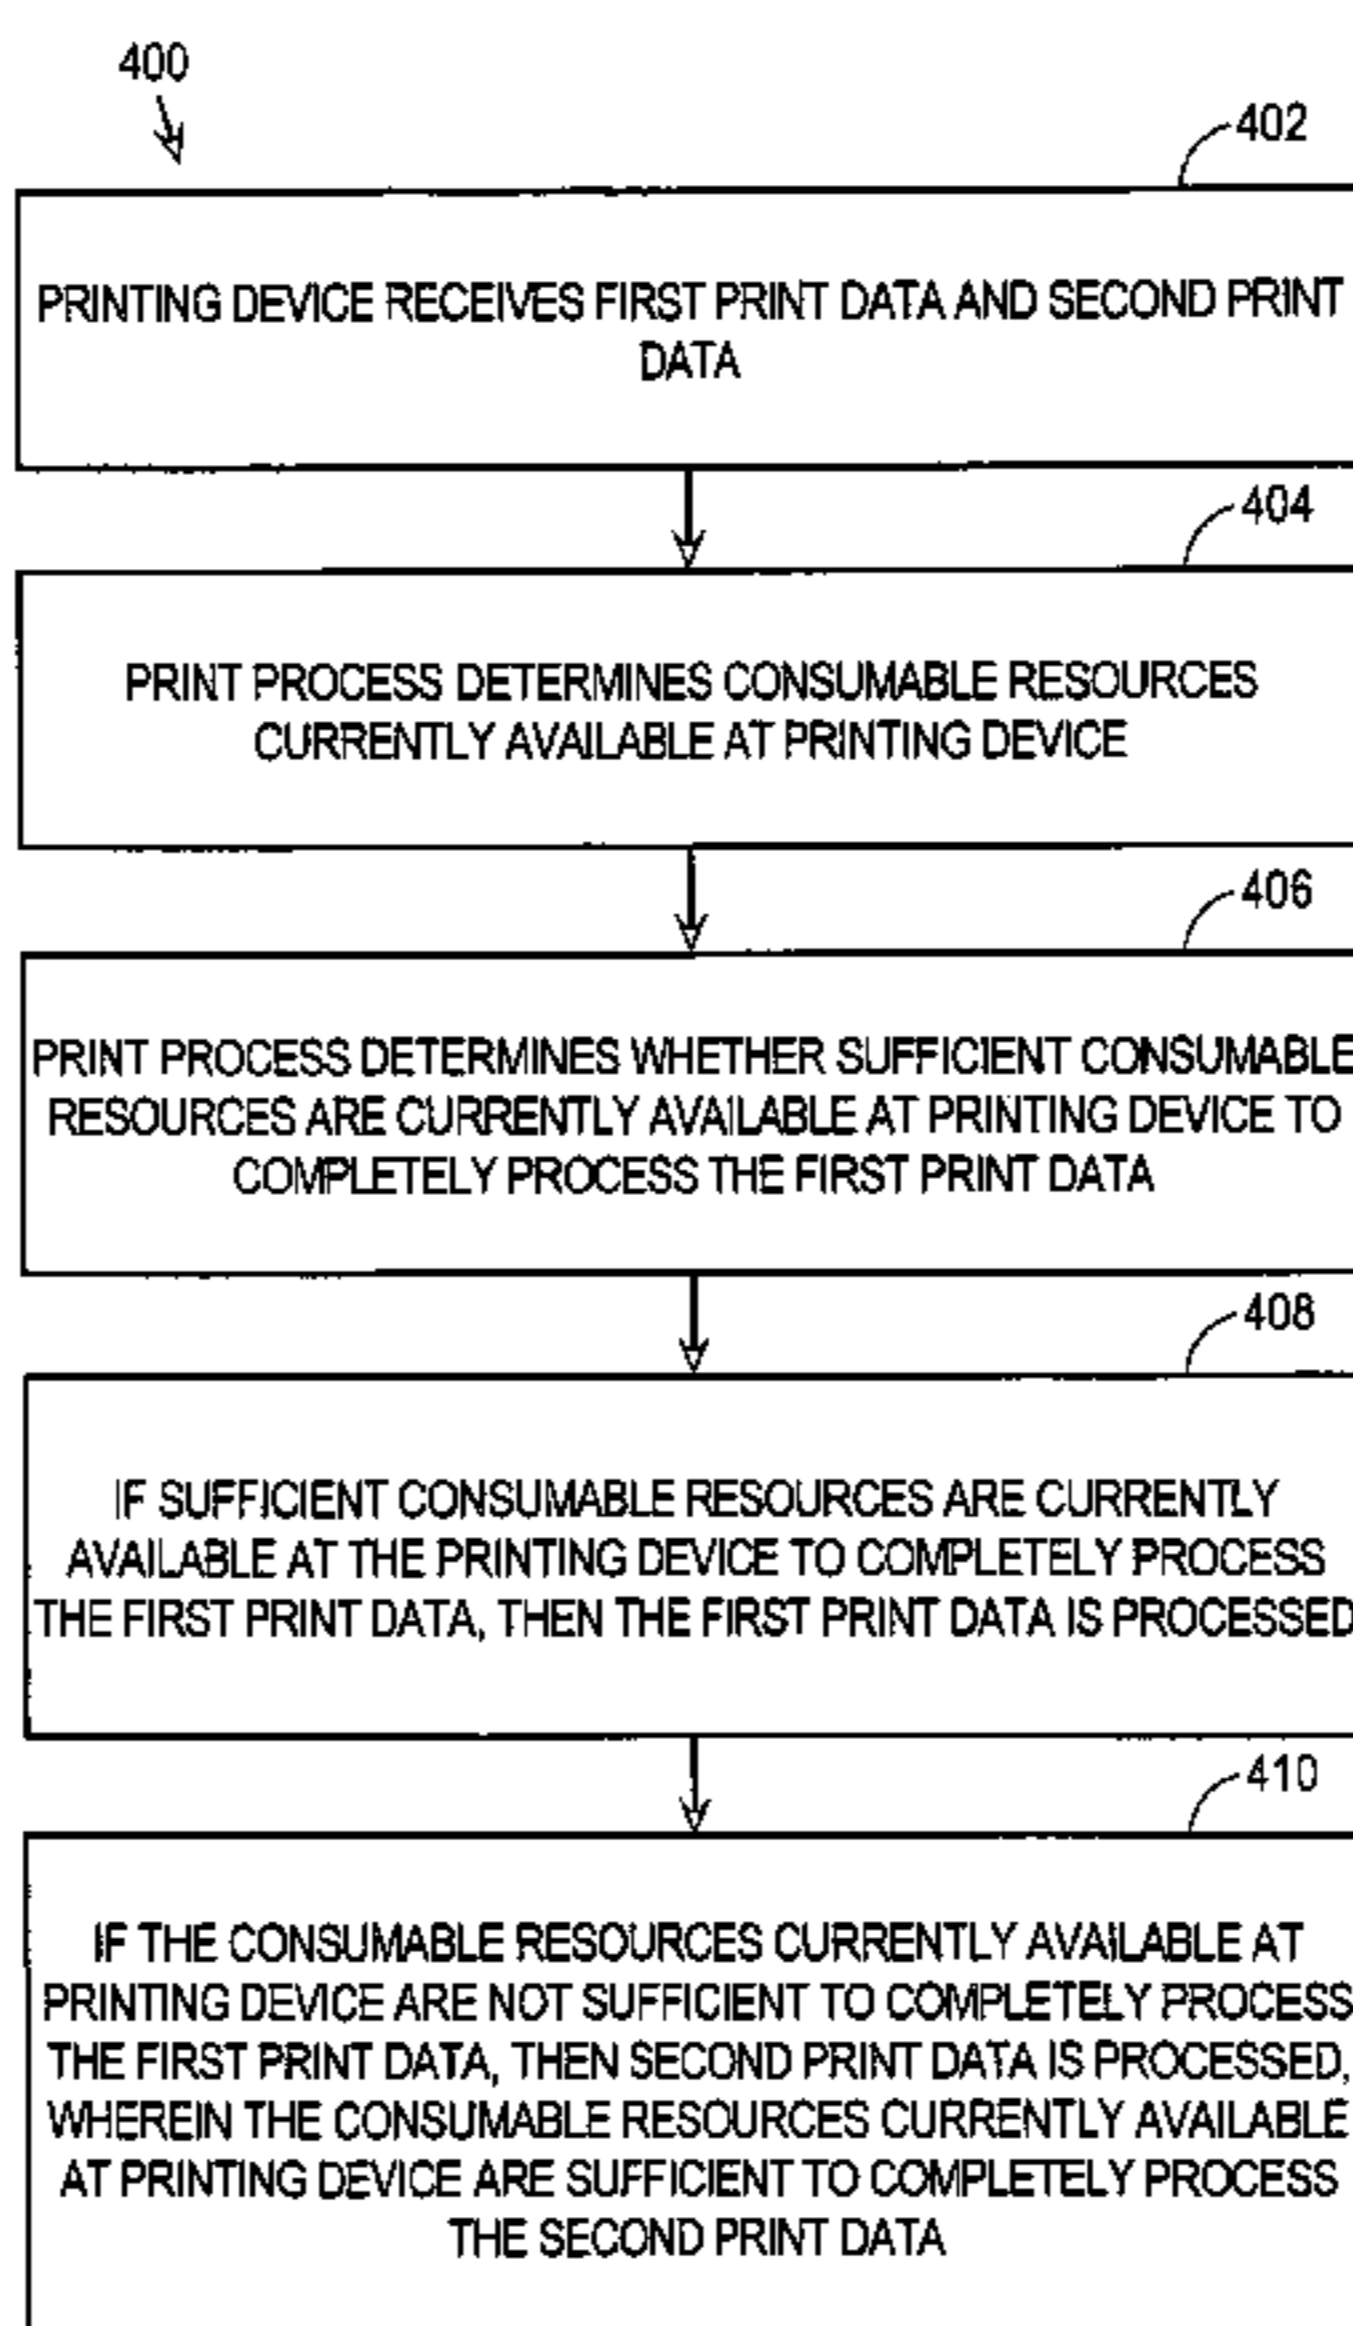 400
402
PRINTING DEVICE RECEIVES FIRST PRINT DATA AND SECOND PRINT
DATA
404
PRINT PROCESS DETERMINES CONSUMABLE RESOURCES
CURRENTLY AVAILABLE AT PRINTING DEVICE
406
PRINT PROCESS DETERMINES WHETHER SUFFICIENT CONSUMABLE
RESOURCES ARE CURRENTLY AVAILABLE AT PRINTING DEVICE TO
COMPLETELY PROCESS THE FIRST PRINT DATA
408
IF SUFFICIENT CONSUMABLE RESOURCES ARE CURRENTLY
AVAILABLE AT THE PRINTING DEVICE TO COMPLETELY PROCESS
THE FIRST PRINT DATA, THEN THE FIRST PRINT DATA IS PROCESSED
410
IF THE CONSUMABLE RESOURCES CURRENTLY AVAILABLE AT
PRINTING DEVICE ARE NOT SUFFICIENT TO COMPLETELY PROCESS
THE FIRST PRINT DATA, THEN SECOND PRINT DATA IS PROCESSED,
WHEREIN THE CONSUMABLE RESOURCES CURRENTLY AVAILABLE
AT PRINTING DEVICE ARE SUFFICIENT TO COMPLETELY PROCESS
THE SECOND PRINT DATA